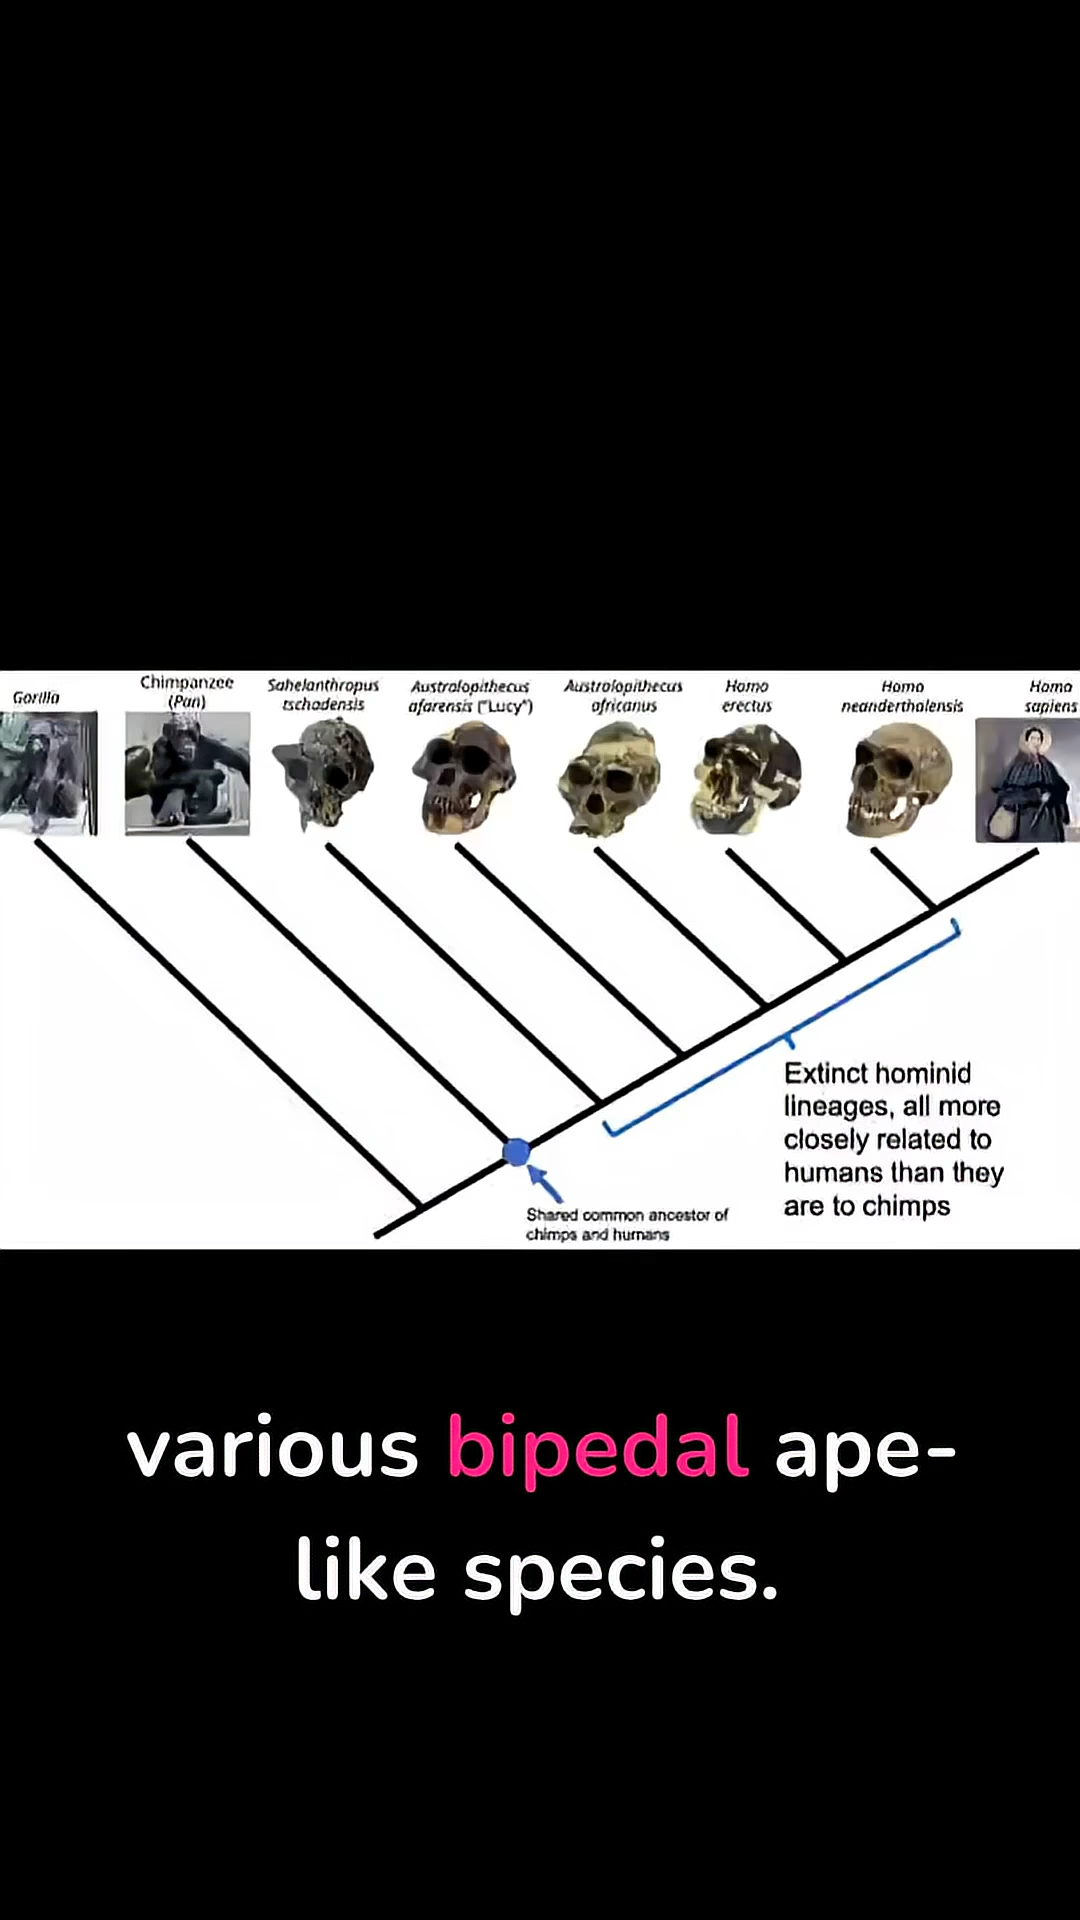 Gorilla
Chimpanzee
(Pan)
Sahelanthropus
tschadensis
Australopithecus
afarensis ("Lucy")
Australopithecus
africanus
Homo
erectus
Homo
neanderthalensis
Homo
sapiens
Extinct hominid
lineages, all more
closely related to
humans than they
are to chimps
Shared common ancestor of
chimps and humans
various bipedal ape-
like species.